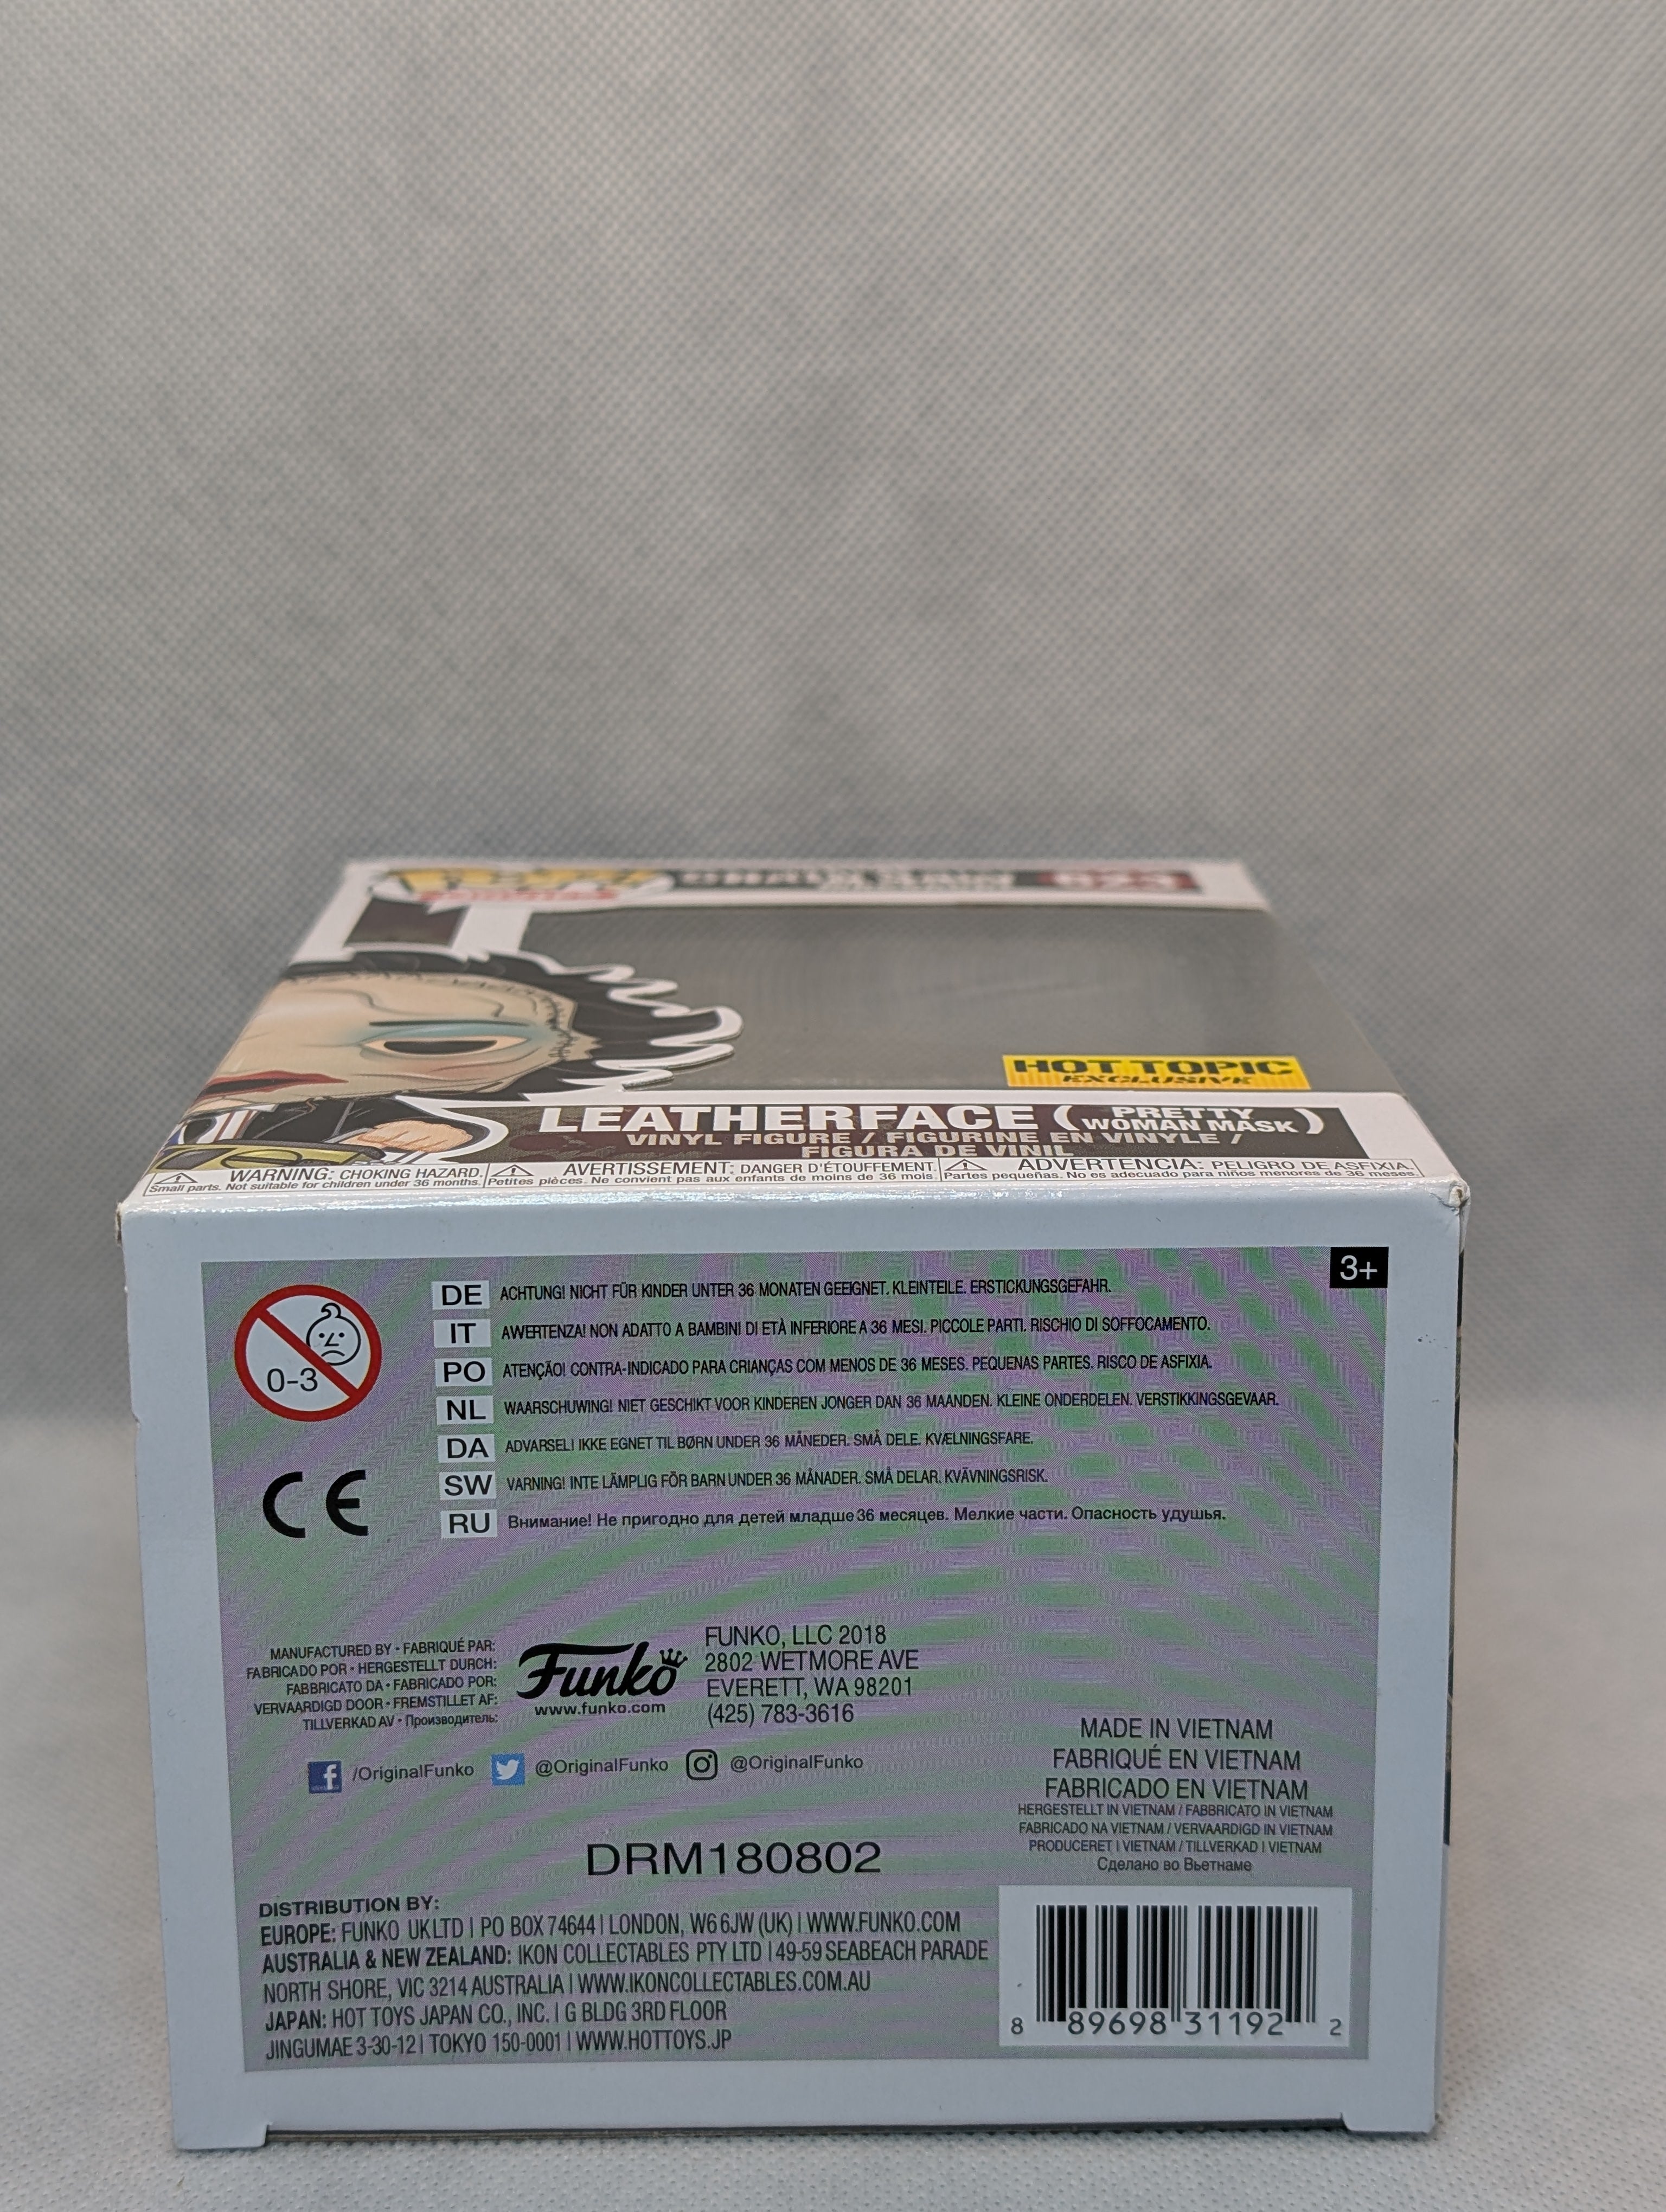 623
HOT TOPIC
EXCLUSIVE
LEATHERFACE (PRETTY WOMAN MASK)
VINYL FIGURE / FIGURINE EN VINYLE /
FIGURA DE VINIL
WARNING: CHOKING HAZARD.
Small parts. Not suitable for children under 36 months.
AVERTISSEMENT: DANGER D'ÉTOUFFEMENT.
Petites pièces. Ne convient pas aux enfants de moins de 36 mois.
ADVERTENCIA: PELIGRO DE ASFIXIA.
Partes pequeñas. No es adecuado para niños menores de 36 meses.
3+
0-3
DE ACHTUNG! NICHT FÜR KINDER UNTER 36 MONATEN GEEIGNET. KLEINTEILE. ERSTICKUNGSGEFAHR.
IT AWERTENZA! NON ADATTO A BAMBINI DI ETÀ INFERIORE A 36 MESI. PICCOLE PARTI. RISCHIO DI SOFFOCAMENTO.
PO ATENÇÃO! CONTRA-INDICADO PARA CRIANÇAS COM MENOS DE 36 MESES. PEQUENAS PARTES. RISCO DE ASFIXIA.
NL WAARSCHUWING! NIET GESCHIKT VOOR KINDEREN JONGER DAN 36 MAANDEN. KLEINE ONDERDELEN. VERSTIKKINGSGEVAAR.
DA ADVARSEL! IKKE EGNET TIL BØRN UNDER 36 MÅNEDER. SMÅ DELE. KVÆLNINGSFARE.
SW VARNING! INTE LÄMPLIG FÖR BARN UNDER 36 MÅNADER. SMÅ DELAR. KVÄVNINGSRISK.
RU Внимание! Не пригодно для детей младше 36 месяцев. Мелкие части. Опасность удушья.
CE
MANUFACTURED BY • FABRIQUÉ PAR:
FABRICADO POR • HERGESTELLT DURCH:
FABBRICATO DA • FABRICADO POR:
VERVAARDIGD DOOR • FREMSTILLET AF:
TILLVERKAD AV • Производитель:
Funko
www.funko.com
FUNKO, LLC 2018
2802 WETMORE AVE
EVERETT, WA 98201
(425) 783-3616
/OriginalFunko @OriginalFunko @OriginalFunko
MADE IN VIETNAM
FABRIQUÉ EN VIETNAM
FABRICADO EN VIETNAM
HERGESTELLT IN VIETNAM / FABBRICATO IN VIETNAM
FABRICADO NA VIETNAM / VERVAARDIGD IN VIETNAM
PRODUCERET I VIETNAM / TILLVERKAD I VIETNAM
Сделано во Вьетнаме
DRM180802
DISTRIBUTION BY:
EUROPE: FUNKO UK LTD | PO BOX 74644 | LONDON, W6 6JW (UK) | WWW.FUNKO.COM
AUSTRALIA & NEW ZEALAND: IKON COLLECTABLES PTY LTD | 49-59 SEABEACH PARADE
NORTH SHORE, VIC 3214 AUSTRALIA | WWW.IKONCOLLECTABLES.COM.AU
JAPAN: HOT TOYS JAPAN CO., INC. | G BLDG 3RD FLOOR
JINGUMAE 3-30-12 | TOKYO 150-0001 | WWW.HOTTOYS.JP
8 89698 31192 2